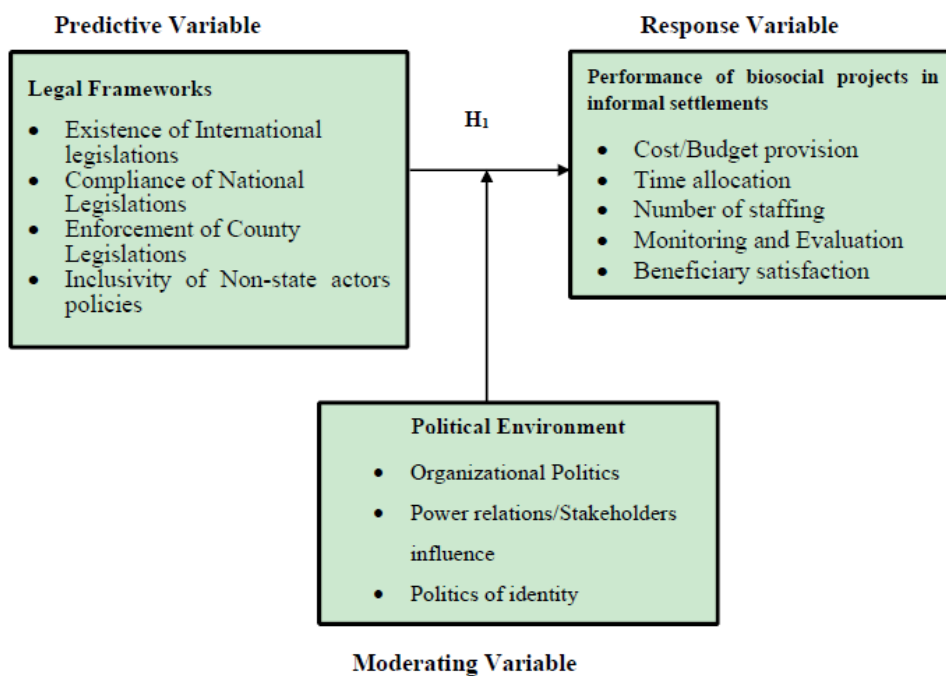 Predictive Variable
Legal Frameworks
• Existence of International
legislations
• Compliance of National
Legislations
• Enforcement of County
Legislations
• Inclusivity of Non-state actors
policies
H1
Response Variable
Performance of biosocial projects in
informal settlements
• Cost/Budget provision
• Time allocation
• Number of staffing
• Monitoring and Evaluation
• Beneficiary satisfaction
Political Environment
• Organizational Politics
• Power relations/Stakeholders
influence
• Politics of identity
Moderating Variable